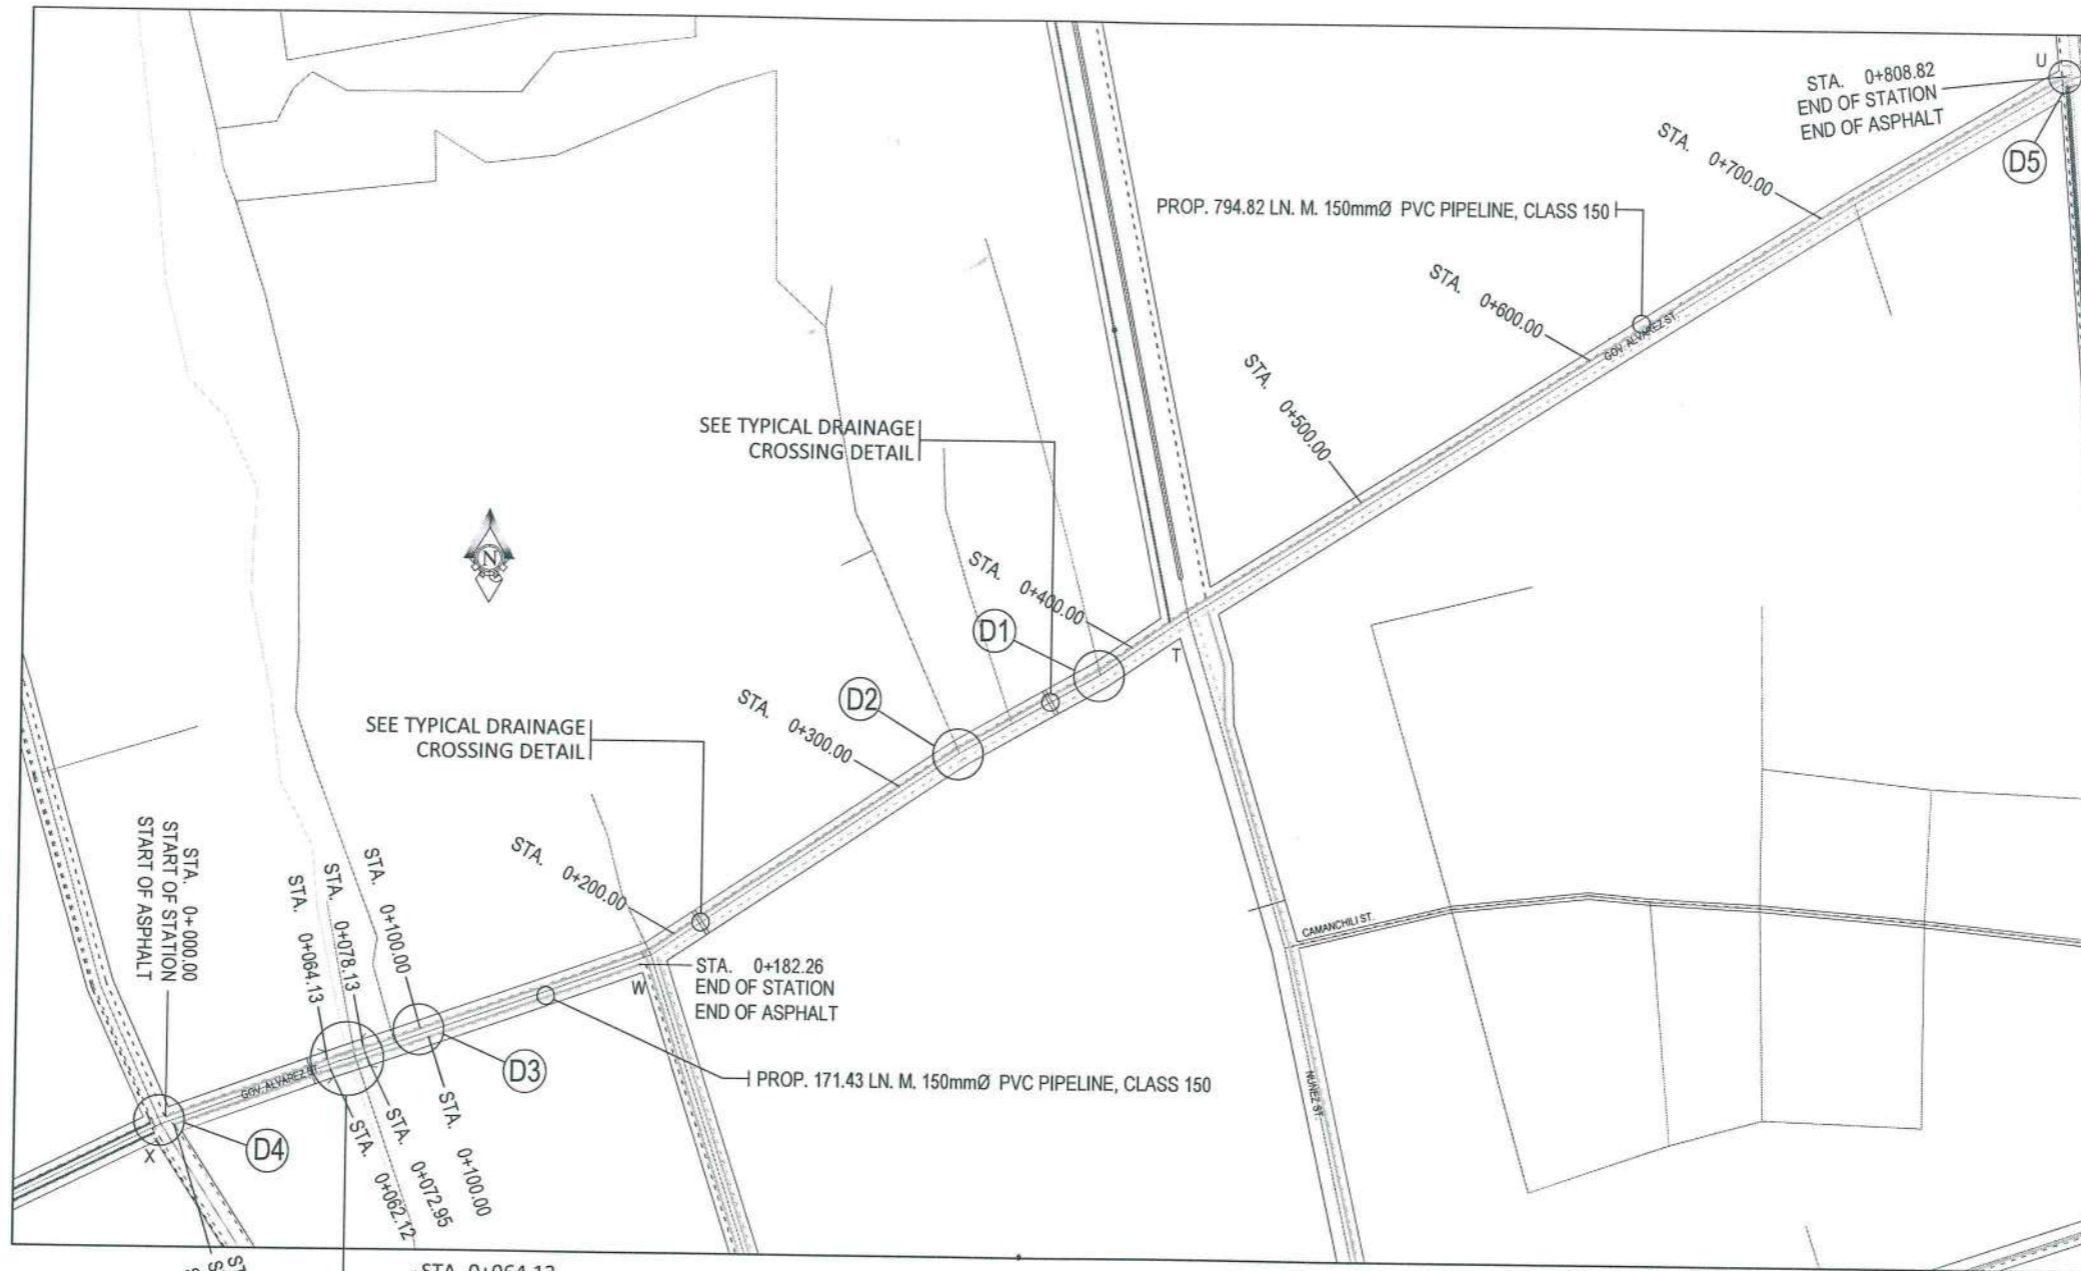 U
STA. 0+808.82
END OF STATION
END OF ASPHALT
D5
STA. 0+700.00
PROP. 794.82 LN. M. 150mmØ PVC PIPELINE, CLASS 150
STA. 0+600.00
GOV. ALVAREZ ST.
STA. 0+500.00
SEE TYPICAL DRAINAGE
CROSSING DETAIL
N
STA. 0+400.00
D1
T
D2
STA. 0+300.00
SEE TYPICAL DRAINAGE
CROSSING DETAIL
STA. 0+200.00
STA. 0+000.00
START OF STATION
START OF ASPHALT
STA. 0+064.13
STA. 0+078.13
STA. 0+100.00
CAMANCHILI ST.
W
STA. 0+182.26
END OF STATION
END OF ASPHALT
D3
PROP. 171.43 LN. M. 150mmØ PVC PIPELINE, CLASS 150
GOV. ALVAREZ ST.
NUÑEZ ST.
X
D4
STA. 0+062.12
STA. 0+072.95
STA. 0+100.00
STA. 0+064.13